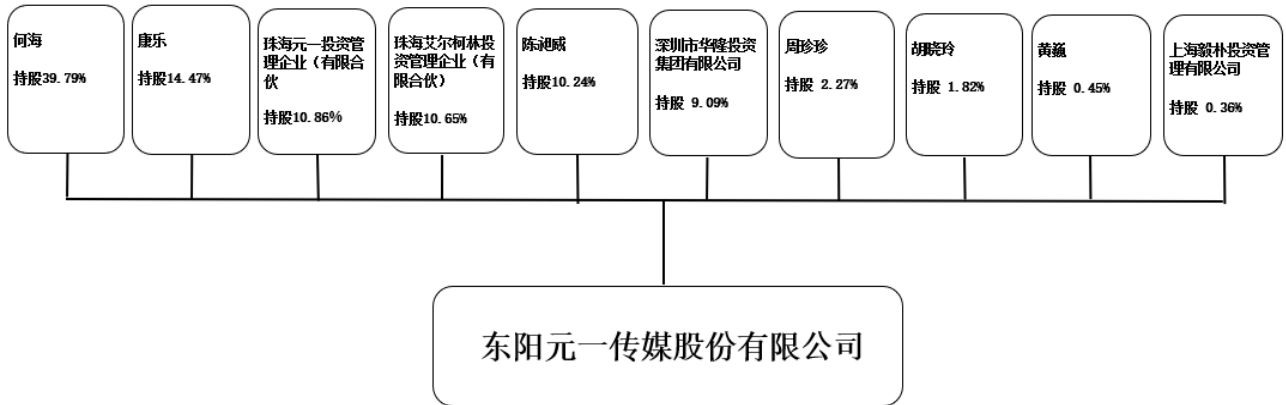 何海
持股39.79%
康乐
持股14.47%
珠海元一投资管
理企业（有限合
伙
持股10.86%
珠海艾尔柯林投
资管理企业（有
限合伙）
持股10.65%
陈昶威
持股10.24%
深圳市华隆投资
集团有限公司
持股 9.09%
周珍珍
持股 2.27%
胡晓玲
持股 1.82%
黄巍
持股 0.45%
上海毅朴投资管
理有限公司
持股 0.36%
东阳元一传媒股份有限公司